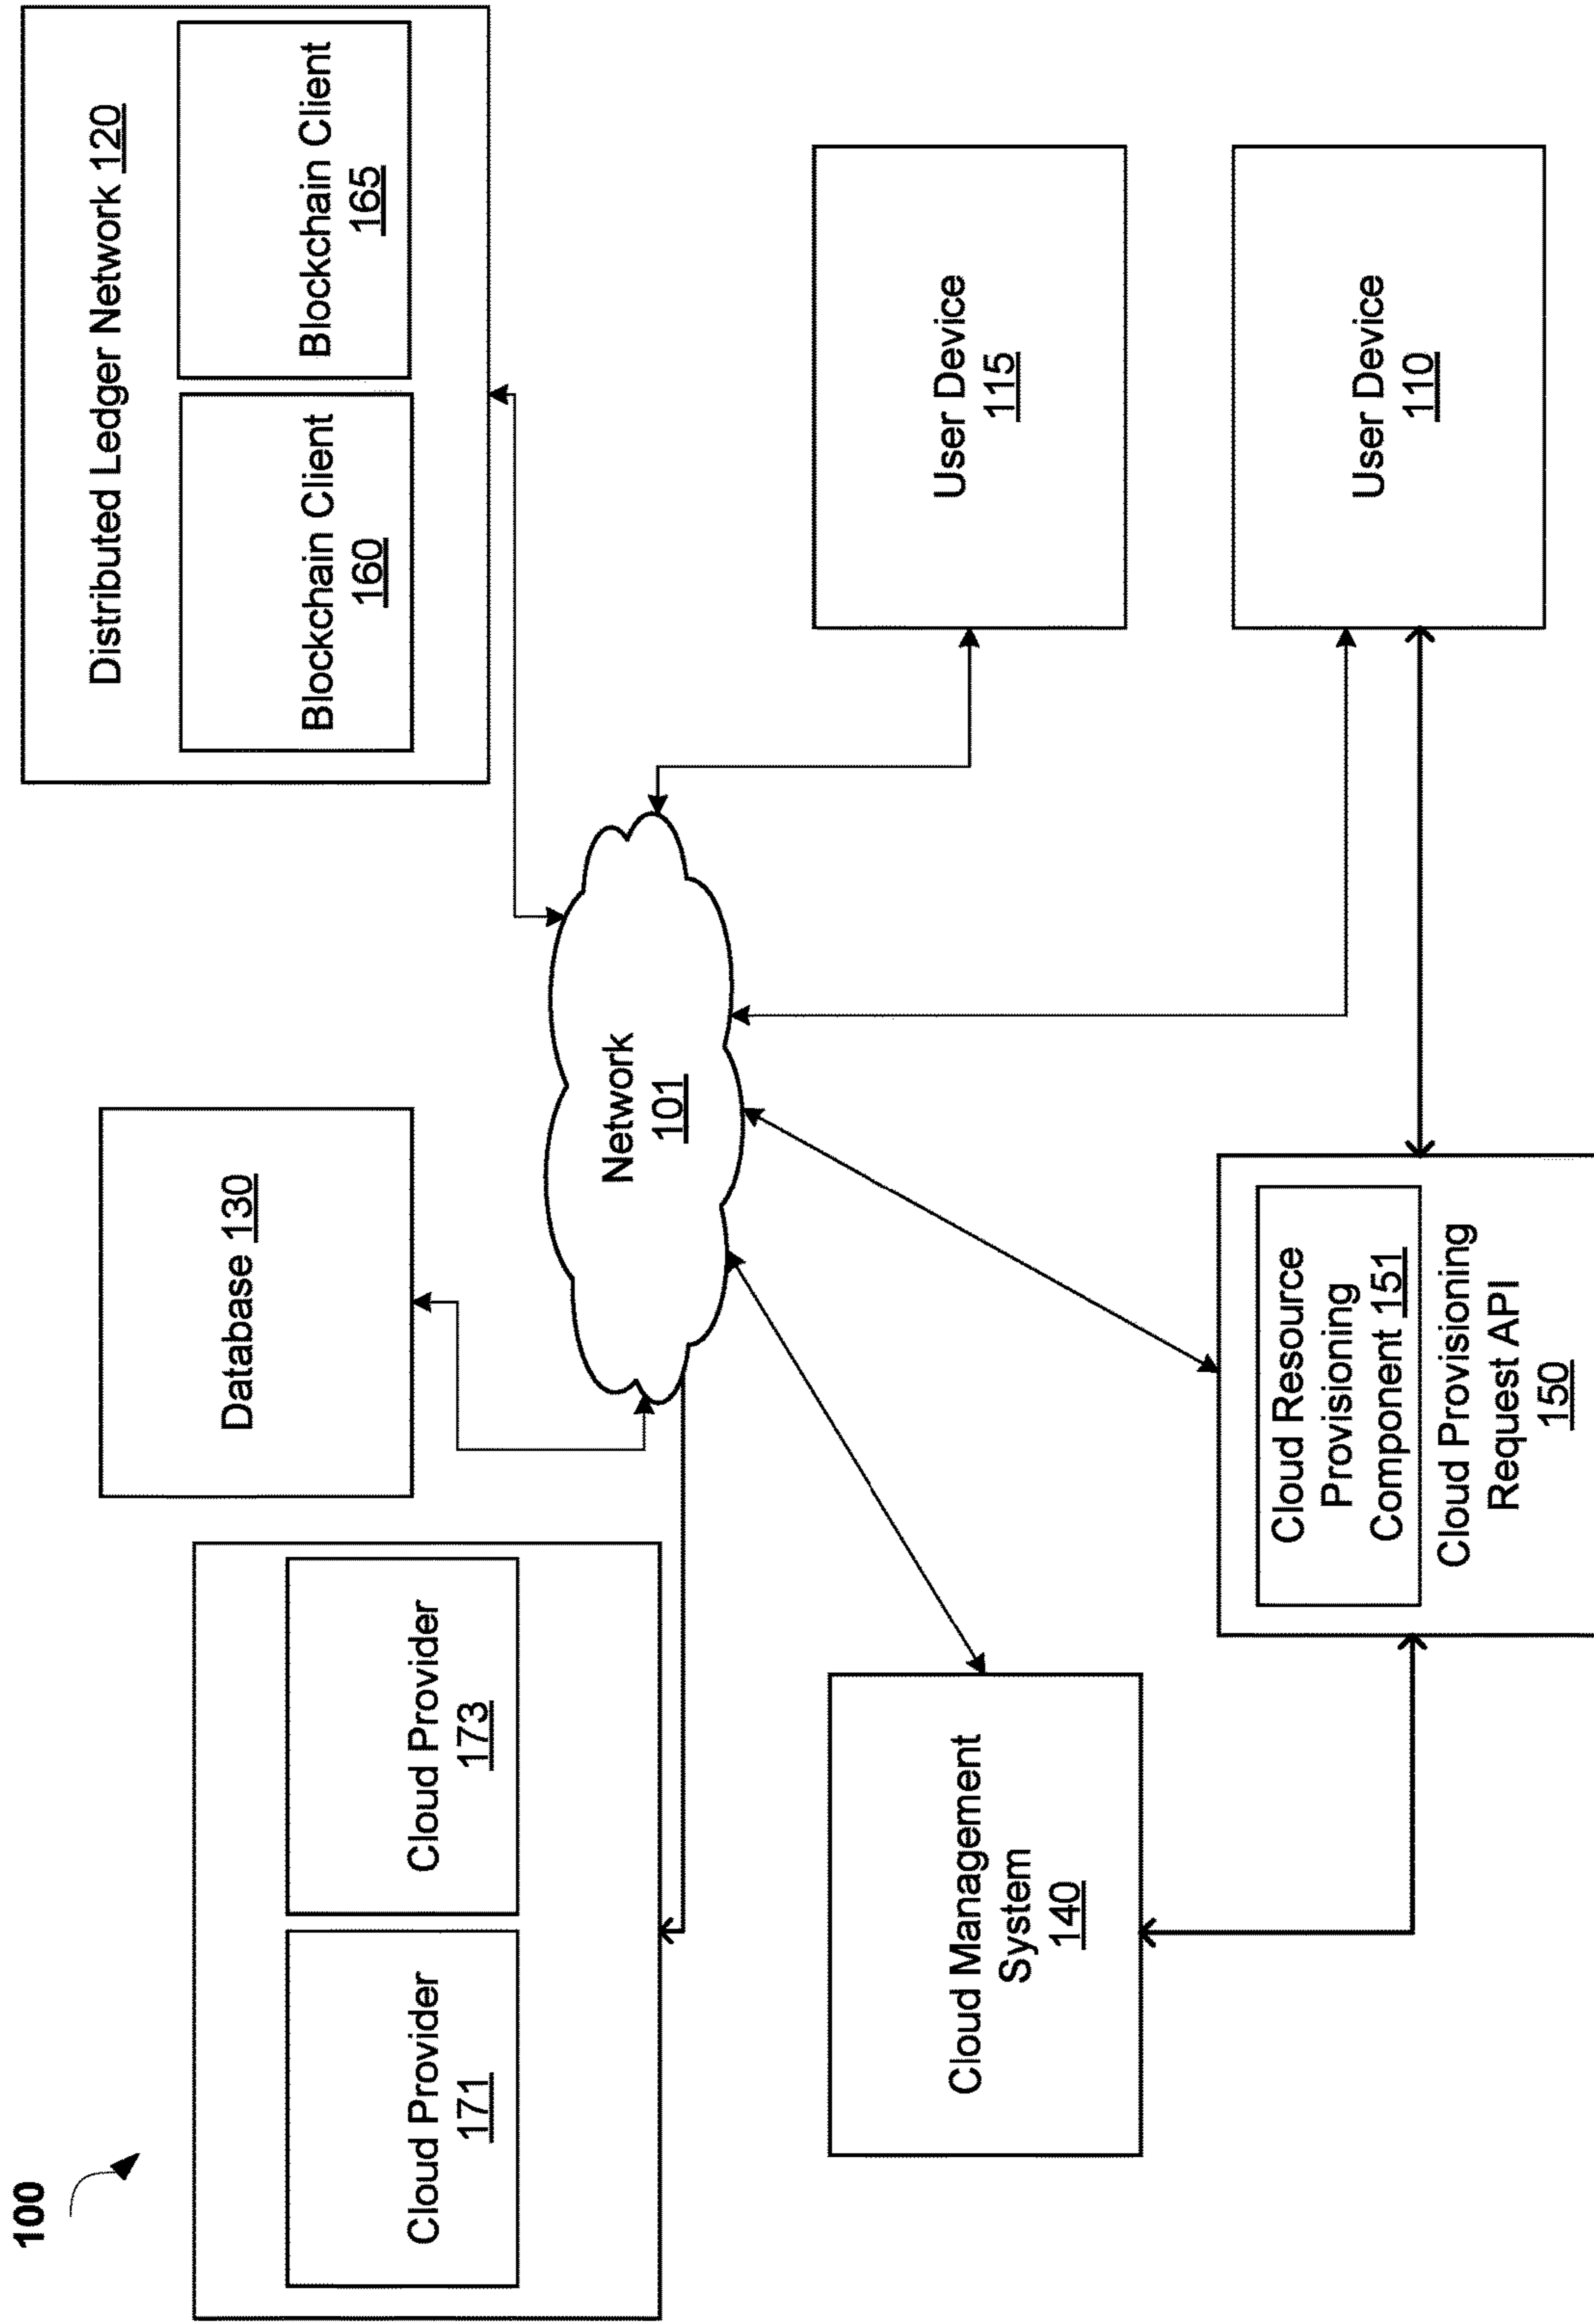 100
Cloud Provider
171
Cloud Provider
173
Database 130
Distributed Ledger Network 120
Blockchain Client
160
Blockchain Client
165
Network
101
Cloud Management
System
140
User Device
115
Cloud Resource
Provisioning
Component 151
Cloud Provisioning
Request API
150
User Device
110